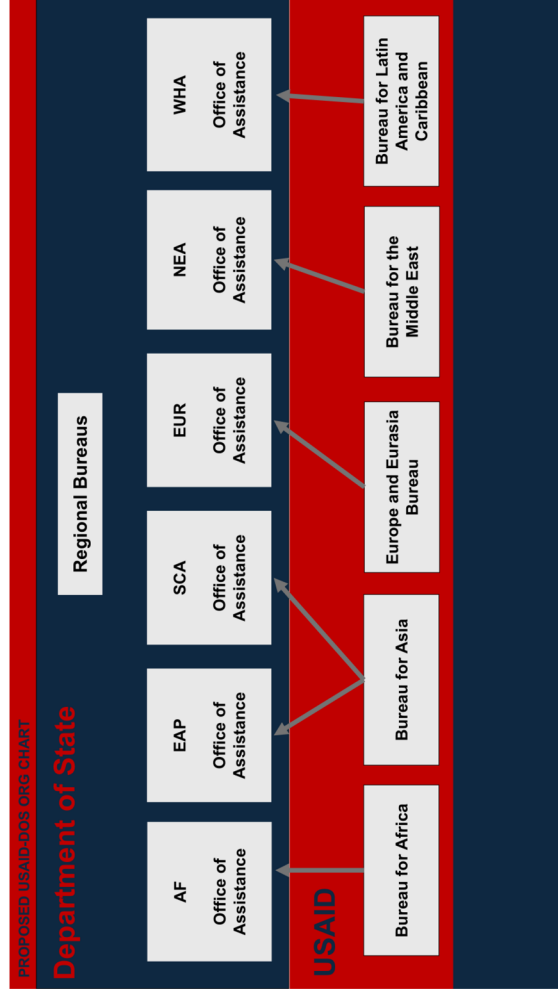 PROPOSED USAID-DOS ORG CHART
Department of State
Regional Bureaus
AF
Office of
Assistance
EAP
Office of
Assistance
SCA
Office of
Assistance
EUR
Office of
Assistance
NEA
Office of
Assistance
WHA
Office of
Assistance
USAID
Bureau for Africa
Bureau for Asia
Europe and Eurasia
Bureau
Bureau for the
Middle East
Bureau for Latin
America and
Caribbean